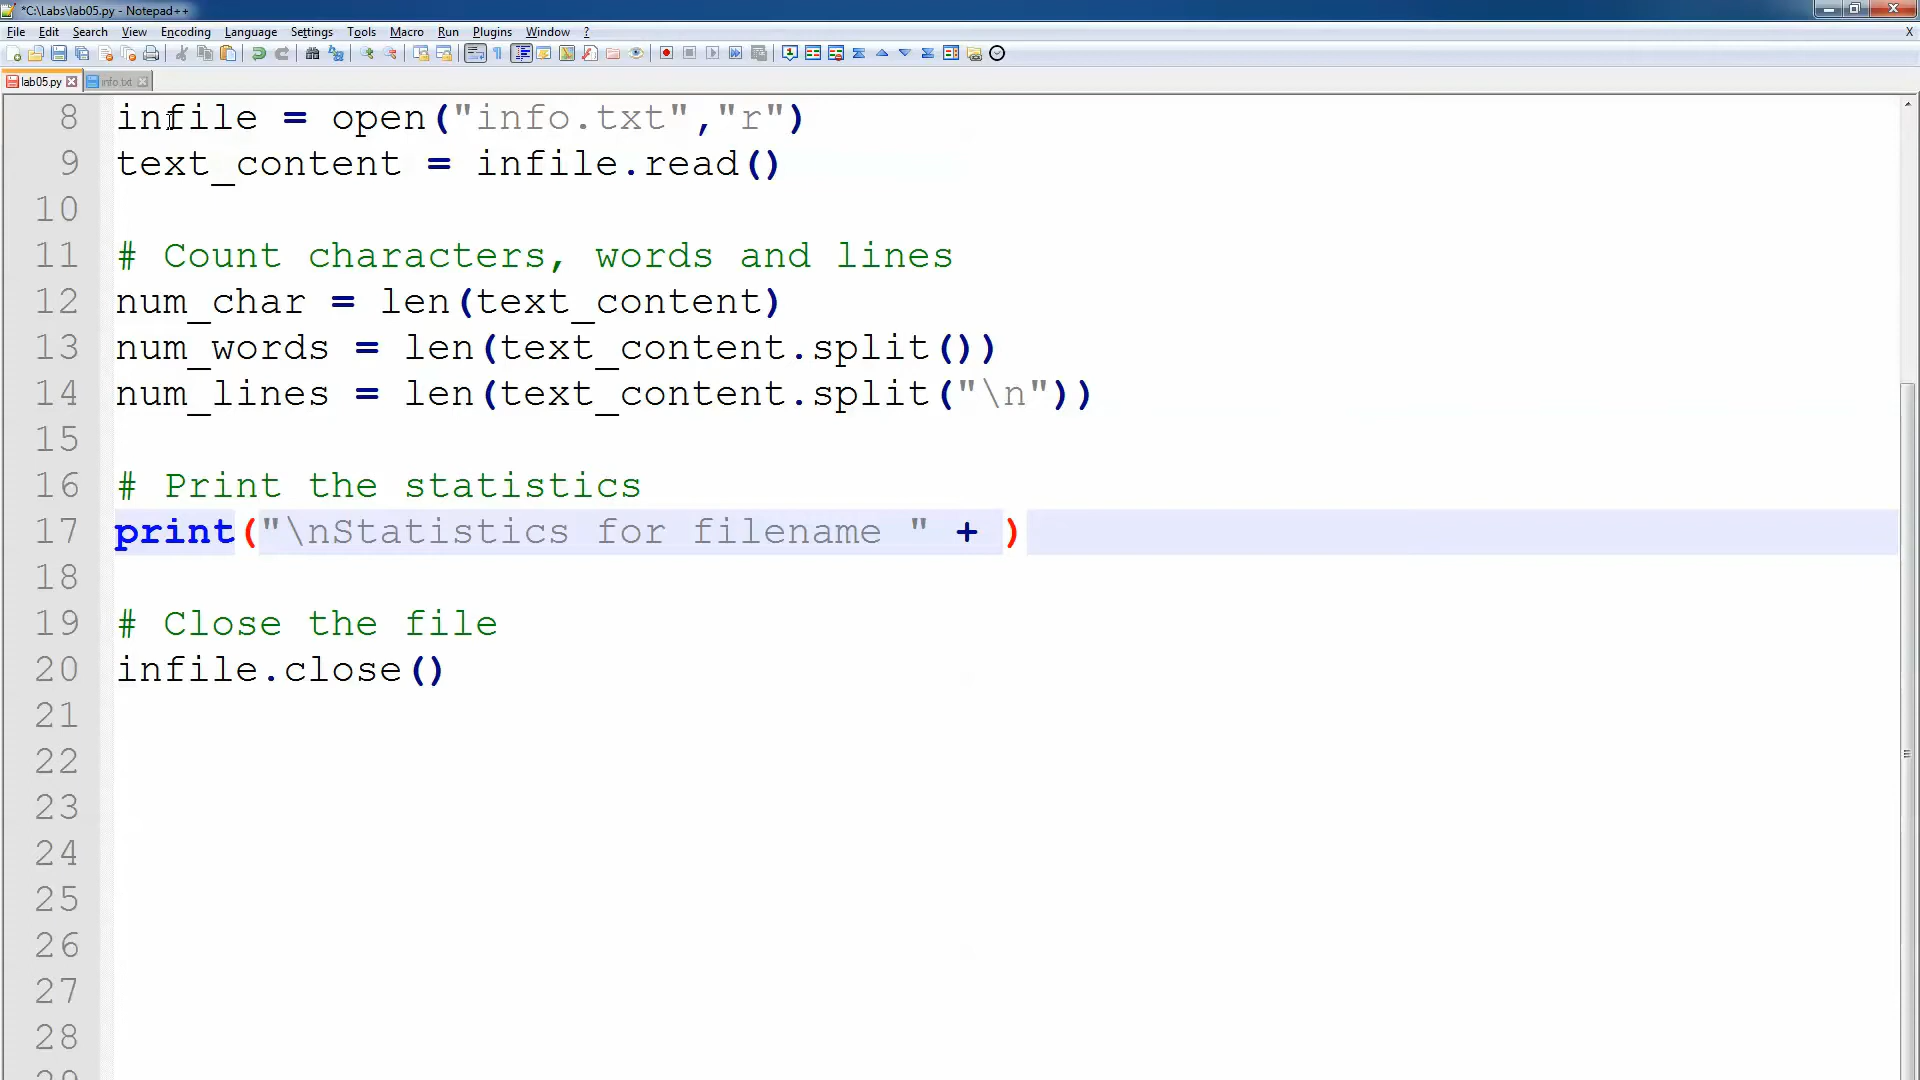 *C:\Labs\lab05.py - Notepad++
File Edit Search View Encoding Language Settings Tools Macro Run Plugins Window ? X
lab05.py info.txt
8 infile = open("info.txt","r")
9 text_content = infile.read()
10
11 # Count characters, words and lines
12 num_char = len(text_content)
13 num_words = len(text_content.split())
14 num_lines = len(text_content.split("\n"))
15
16 # Print the statistics
17 print("\nStatistics for filename " + )
18
19 # Close the file
20 infile.close()
21
22
23
24
25
26
27
28
29